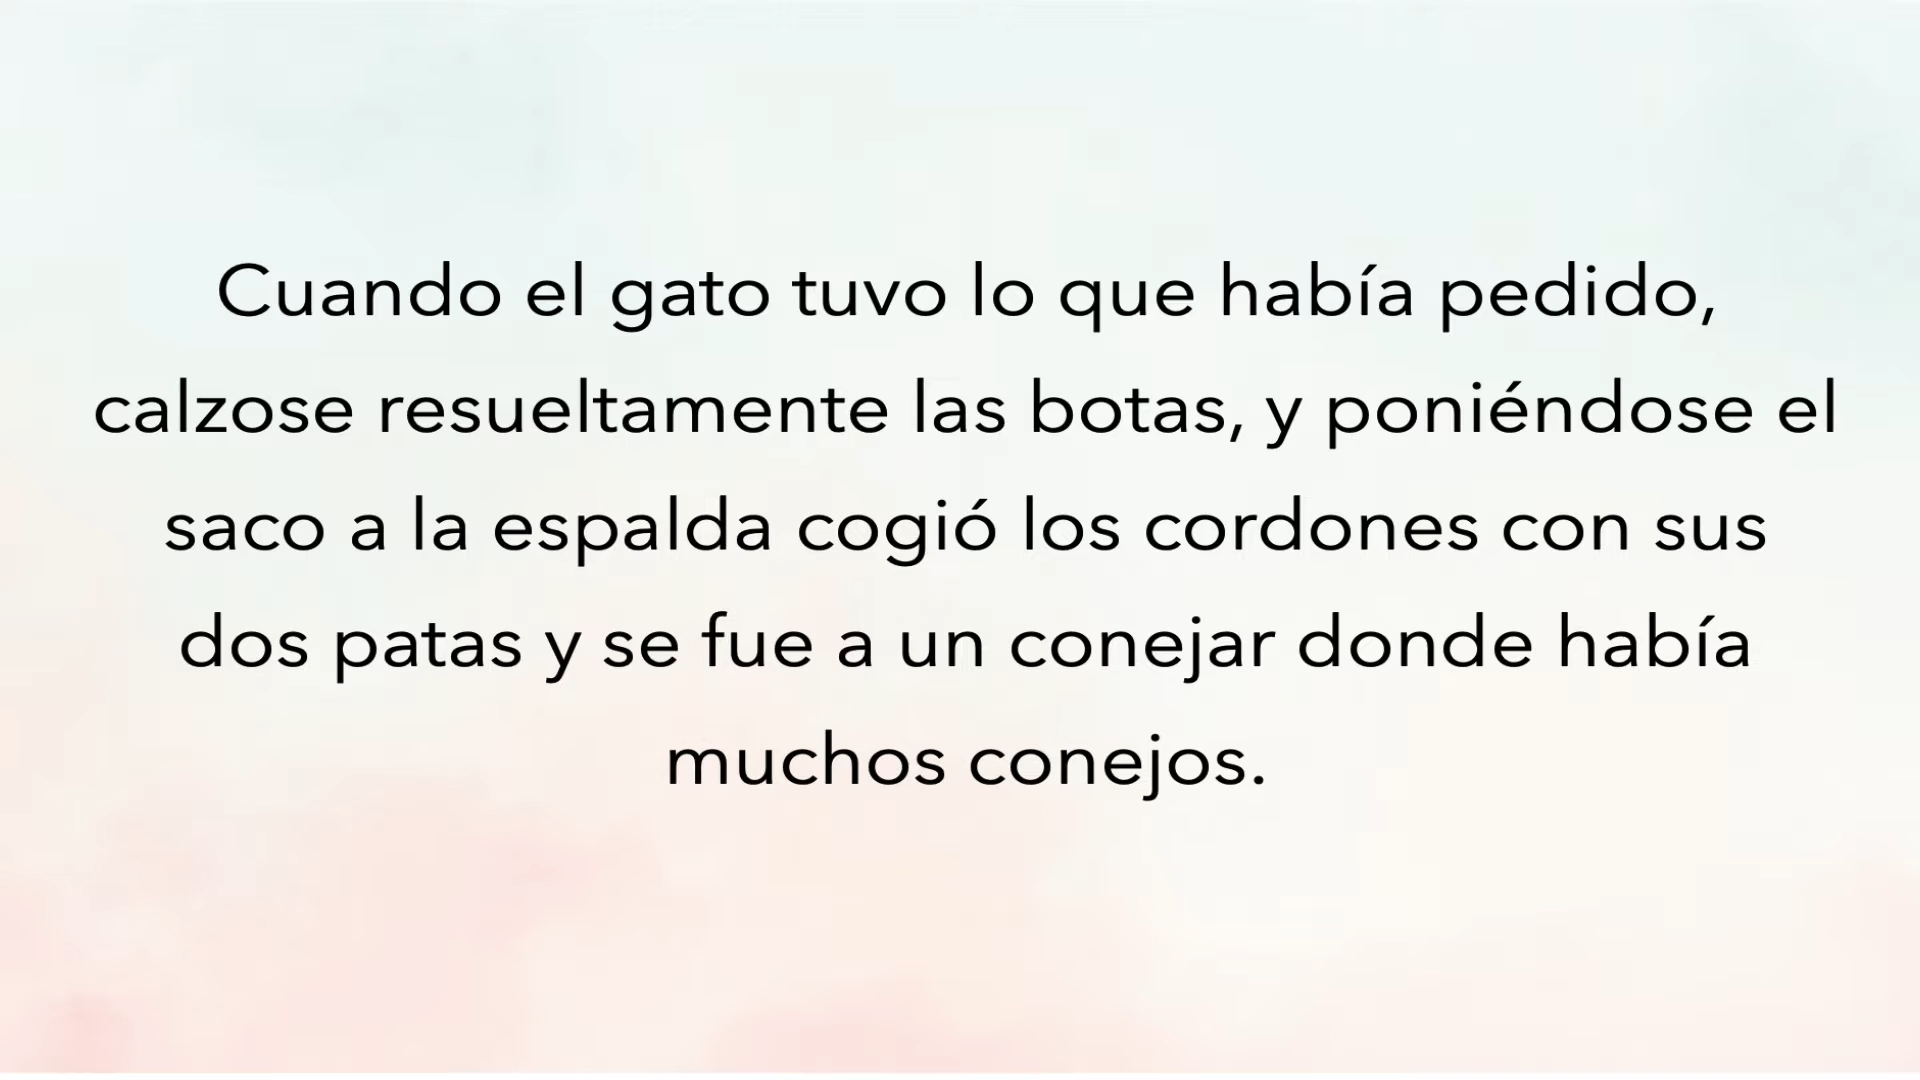 Cuando el gato tuvo lo que había pedido,
calzose resueltamente las botas, y poniéndose el
saco a la espalda cogió los cordones con sus
dos patas y se fue a un conejar donde había
muchos conejos.